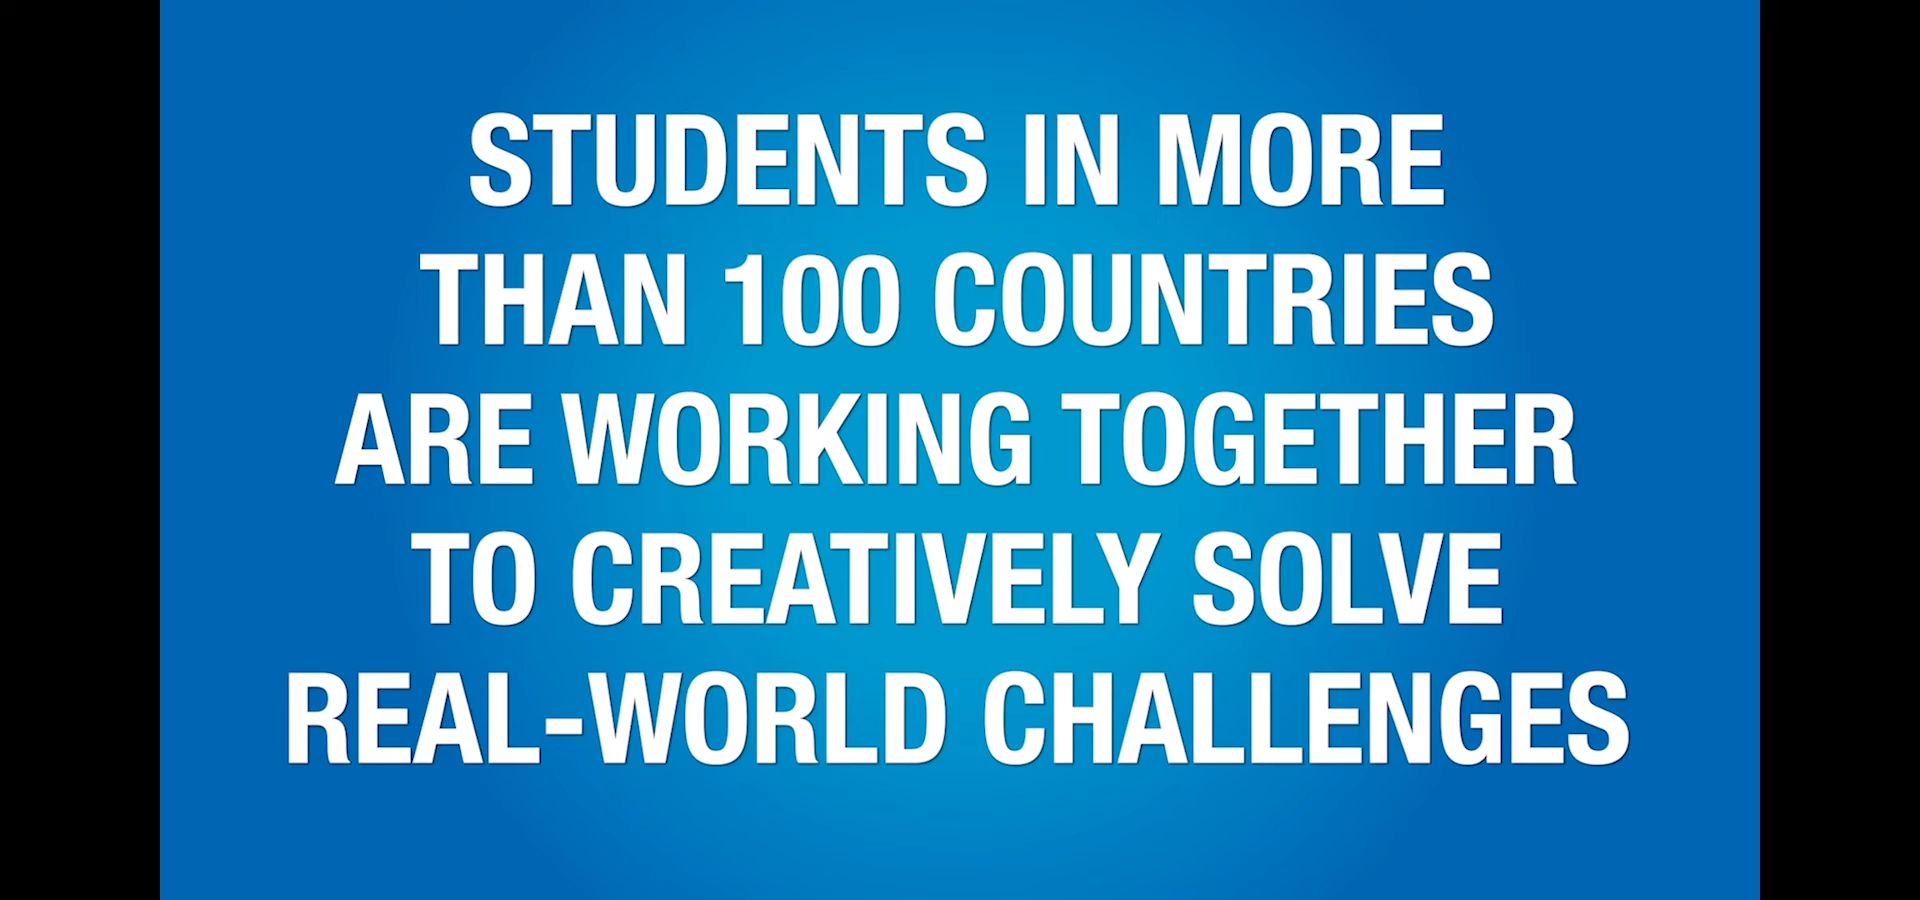 STUDENTS IN MORE
THAN 100 COUNTRIES
ARE WORKING TOGETHER
TO CREATIVELY SOLVE
REAL-WORLD CHALLENGES